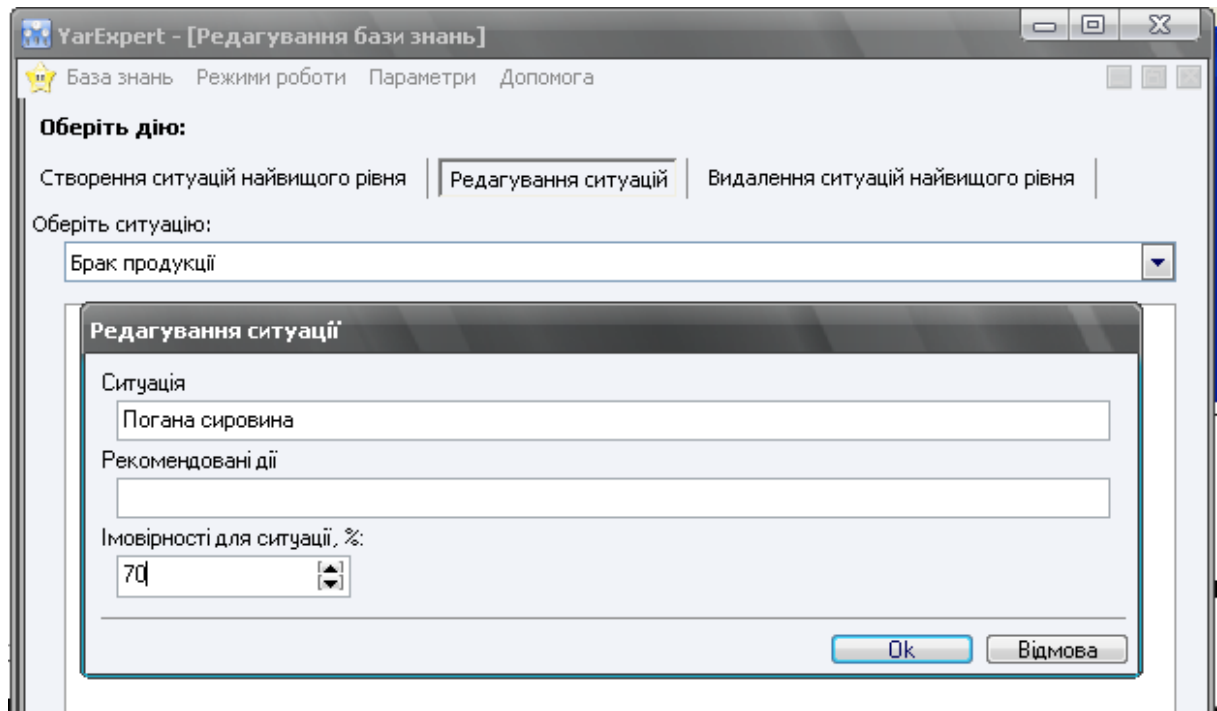 YarExpert - [Редагування бази знань]
База знань Режими роботи Параметри Допомога
Оберіть дію:
Створення ситуацій найвищого рівня Редагування ситуацій Видалення ситуацій найвищого рівня
Оберіть ситуацію:
Брак продукції
Редагування ситуації
Ситуація
Погана сировина
Рекомендовані дії
Імовірності для ситуації, %:
70
Ok Відмова